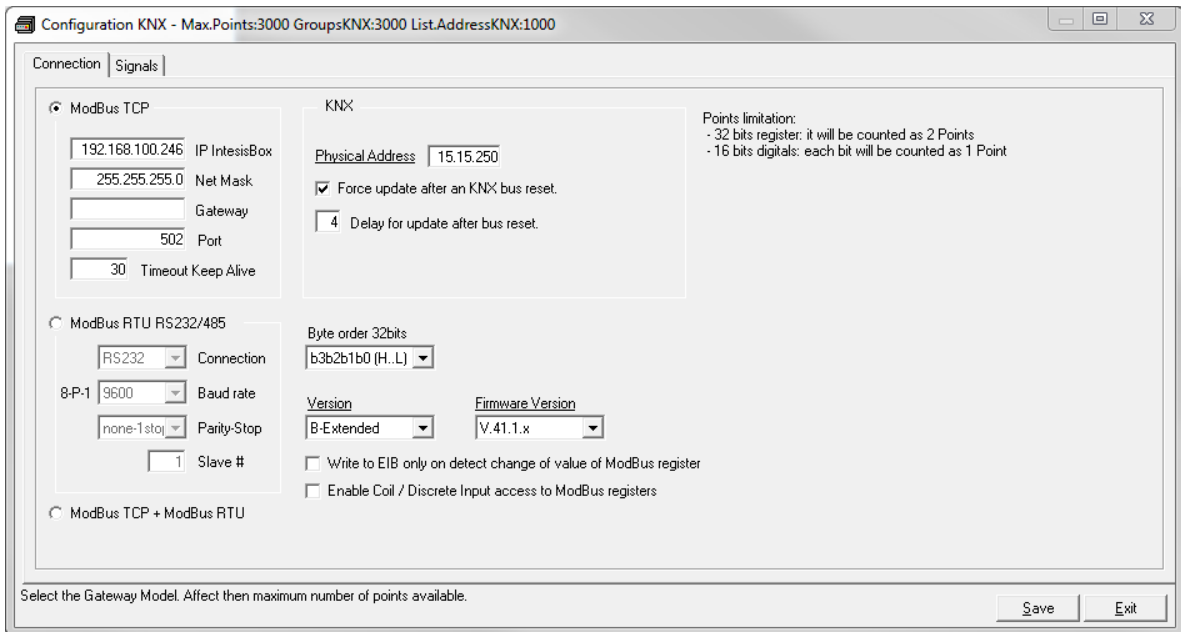 Configuration KNX - Max.Points:3000 GroupsKNX:3000 List.AddressKNX:1000
Connection
Signals
ModBus TCP
192.168.100.246 IP IntesisBox
255.255.255.0 Net Mask
Gateway
502 Port
30 Timeout Keep Alive
KNX
Physical Address 15.15.250
Force update after an KNX bus reset.
4 Delay for update after bus reset.
Points limitation:
- 32 bits register: it will be counted as 2 Points
- 16 bits digitals: each bit will be counted as 1 Point
ModBus RTU RS232/485
RS232 Connection
8-P-1 9600 Baud rate
none-1stop Parity-Stop
1 Slave #
ModBus TCP + ModBus RTU
Byte order 32bits
b3b2b1b0 (H..L)
Version
B-Extended
Firmware Version
V.41.1.x
Write to EIB only on detect change of value of ModBus register
Enable Coil / Discrete Input access to ModBus registers
Select the Gateway Model. Affect then maximum number of points available.
Save
Exit